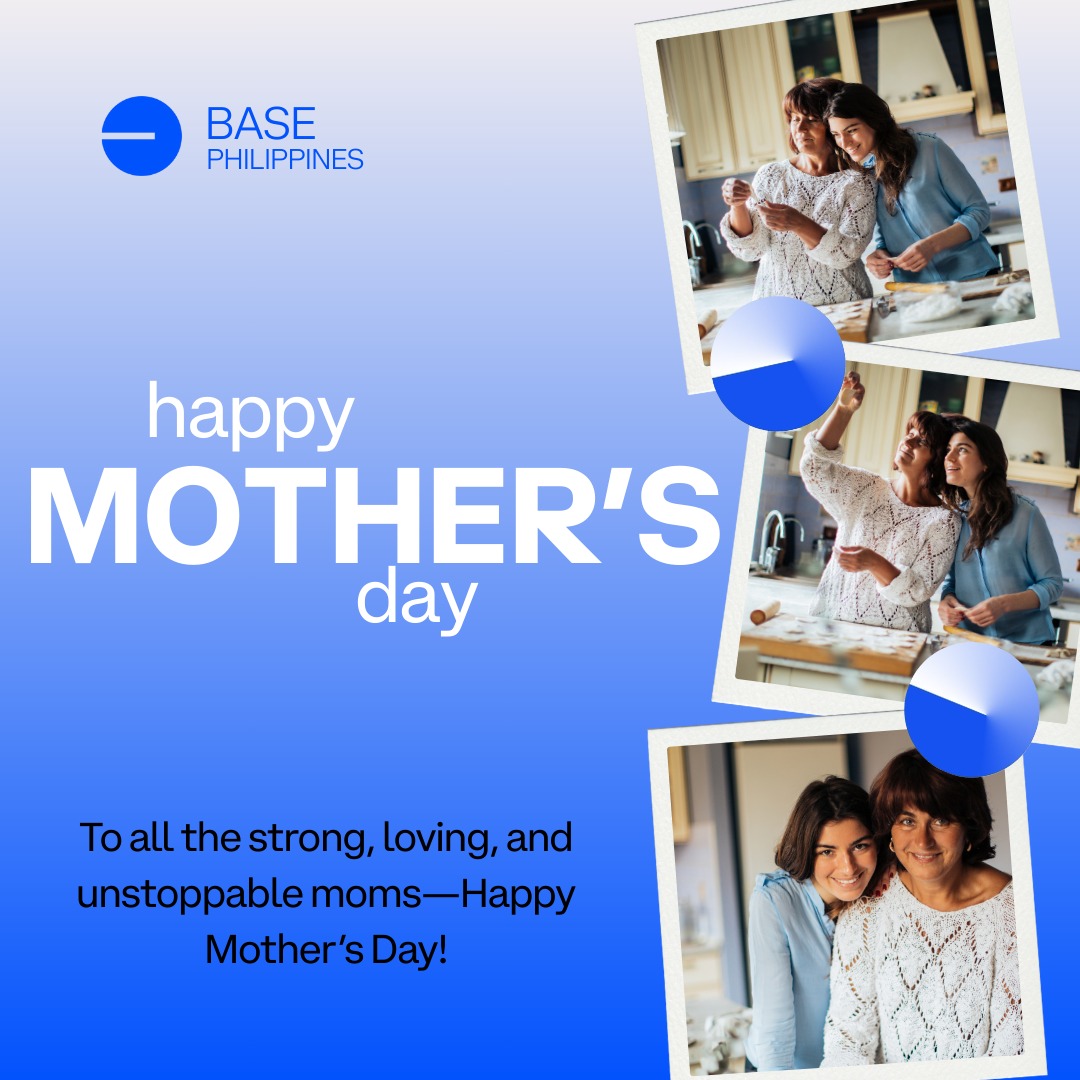 BASE
PHILIPPINES
happy
MOTHER’S
day
To all the strong, loving, and
unstoppable moms—Happy
Mother’s Day!